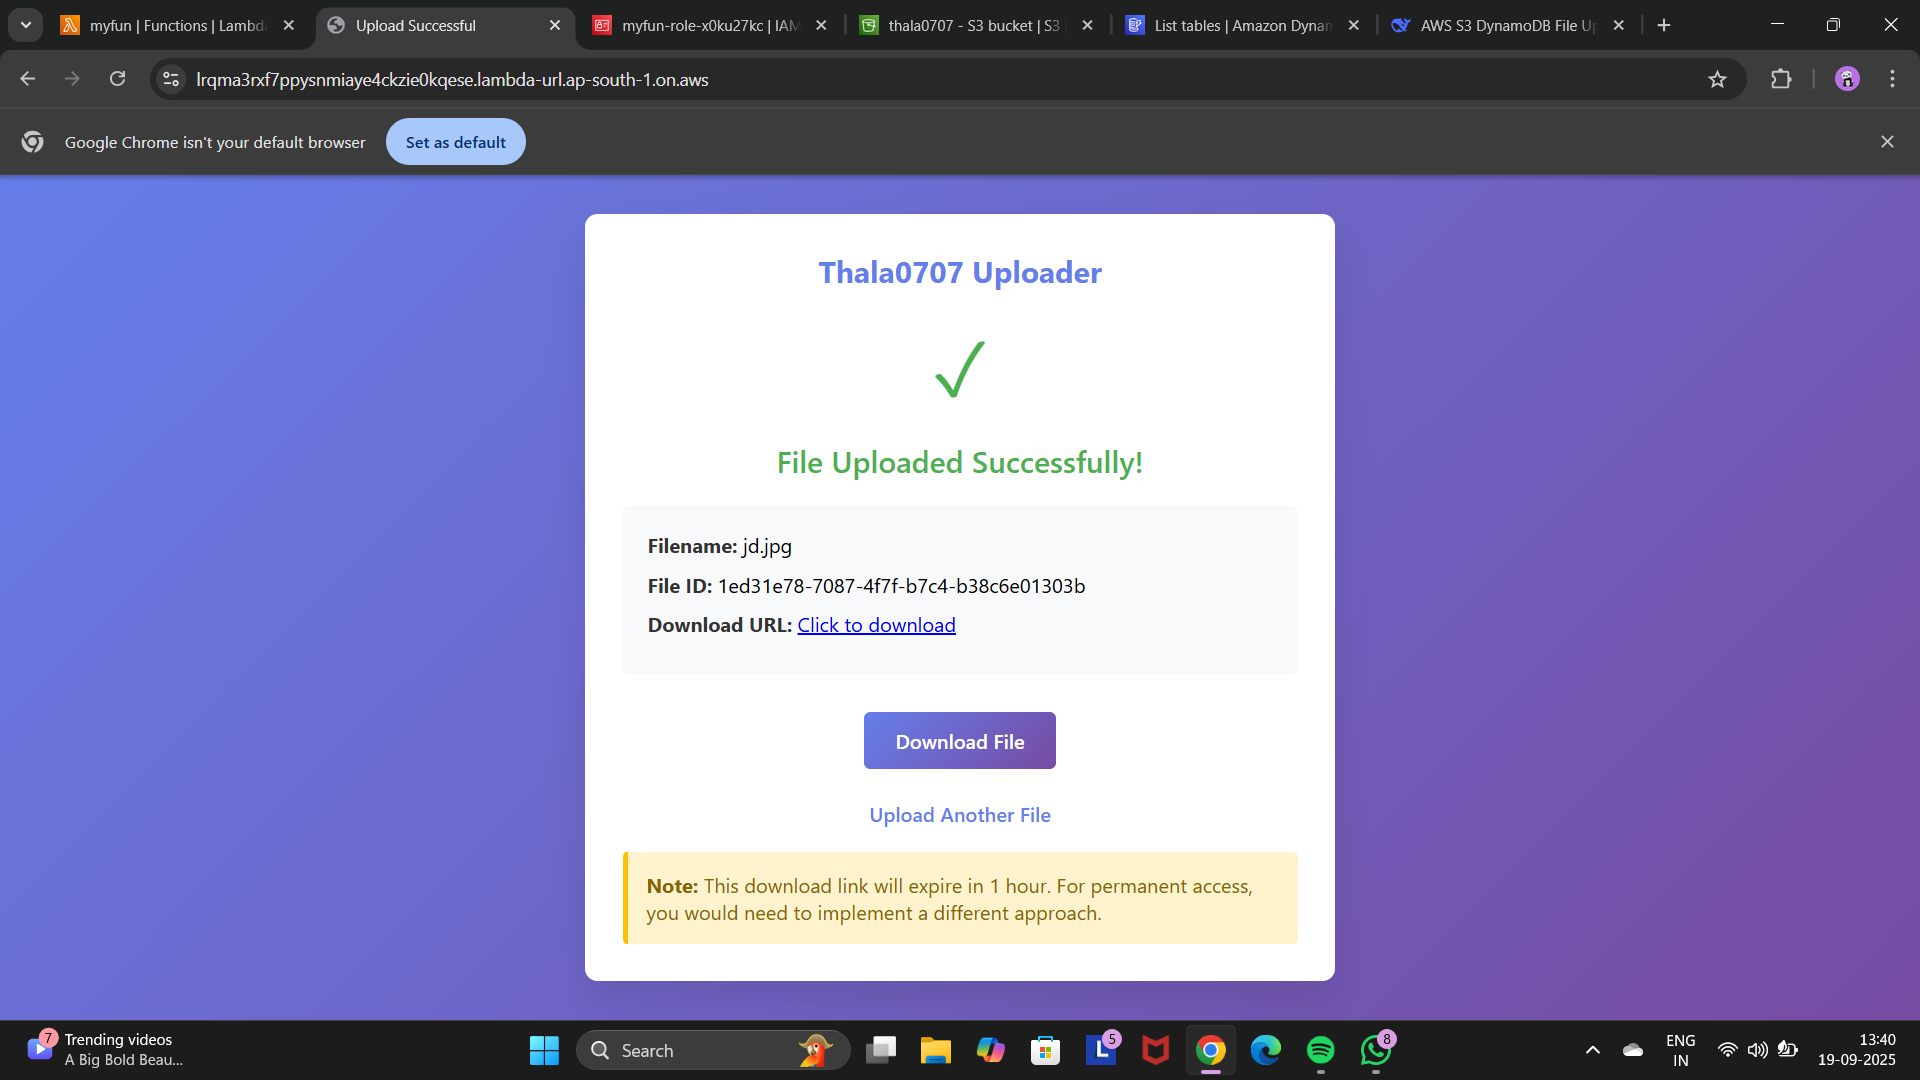 myfun | Functions | Lambd
Upload Successful
myfun-role-x0ku27kc | IAM
thala0707 - S3 bucket | S3
List tables | Amazon Dynan
AWS S3 DynamoDB File Up
lrqma3rxf7ppysnmiaye4ckzie0kqese.lambda-url.ap-south-1.on.aws
Google Chrome isn't your default browser
Set as default
Thala0707 Uploader
File Uploaded Successfully!
Filename: jd.jpg
File ID: 1ed31e78-7087-4f7f-b7c4-b38c6e01303b
Download URL: Click to download
Download File
Upload Another File
Note: This download link will expire in 1 hour. For permanent access,
you would need to implement a different approach.
7
Trending videos
A Big Bold Beau...
Search
L
5
8
ENG
IN
13:40
19-09-2025